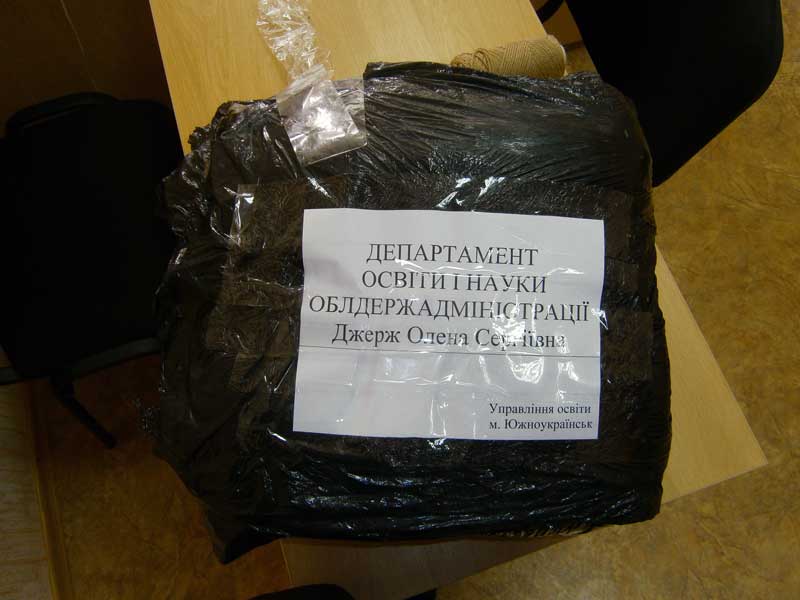 ДЕПАРТАМЕНТ
ОСВІТИ І НАУКИ
ОБЛДЕРЖАДМІНІСТРАЦІЇ
Джерж Олена Сергіївна
Управління освіти
м. Южноукраїнськ